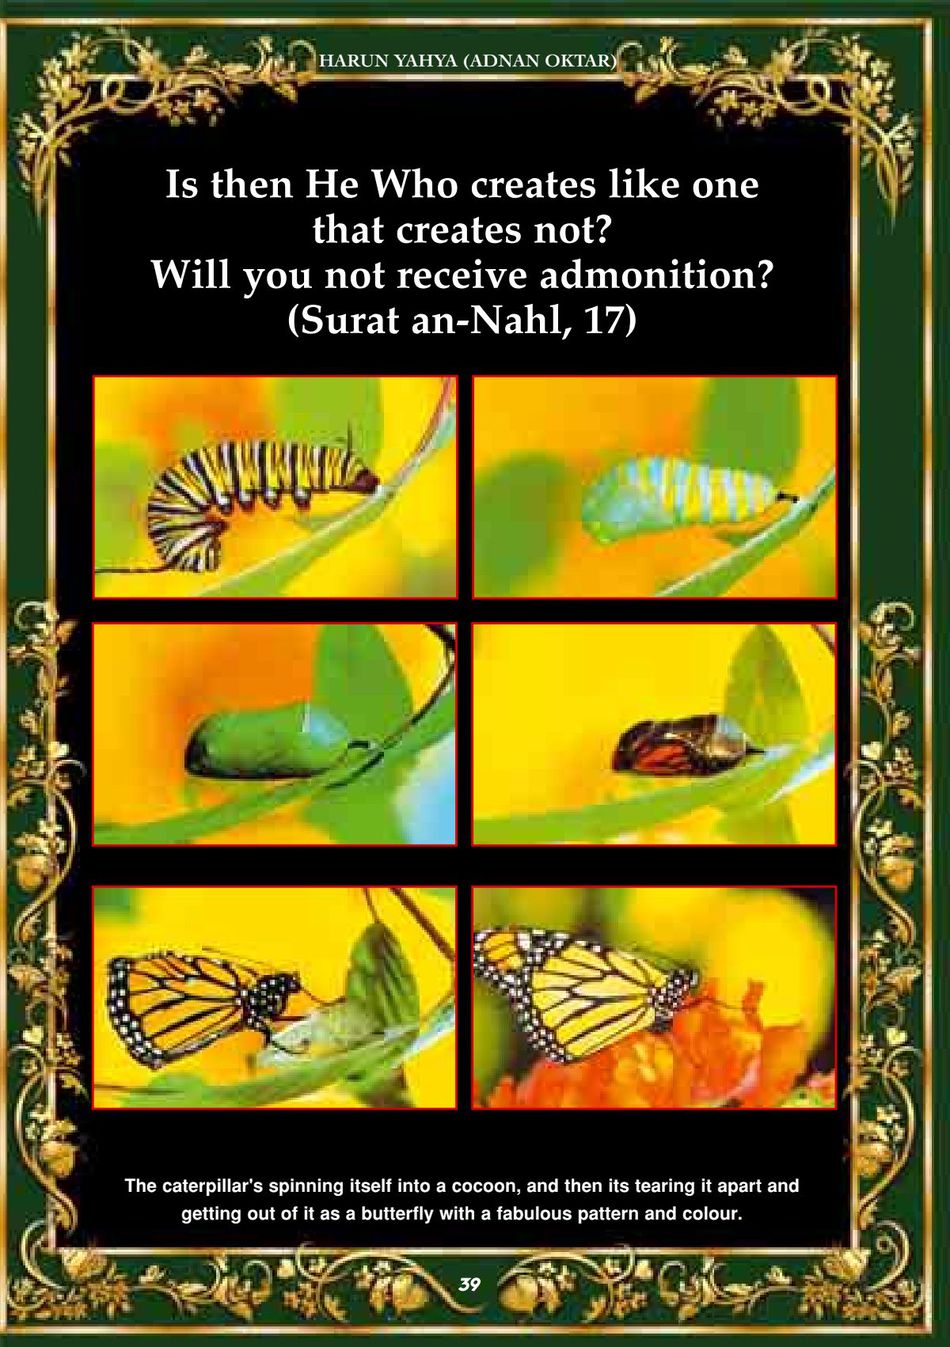 HARUN YAHYA (ADNAN OKTAR)
Is then He Who creates like one
that creates not?
Will you not receive admonition?
(Surat an-Nahl, 17)
The caterpillar's spinning itself into a cocoon, and then its tearing it apart and
getting out of it as a butterfly with a fabulous pattern and colour.
39